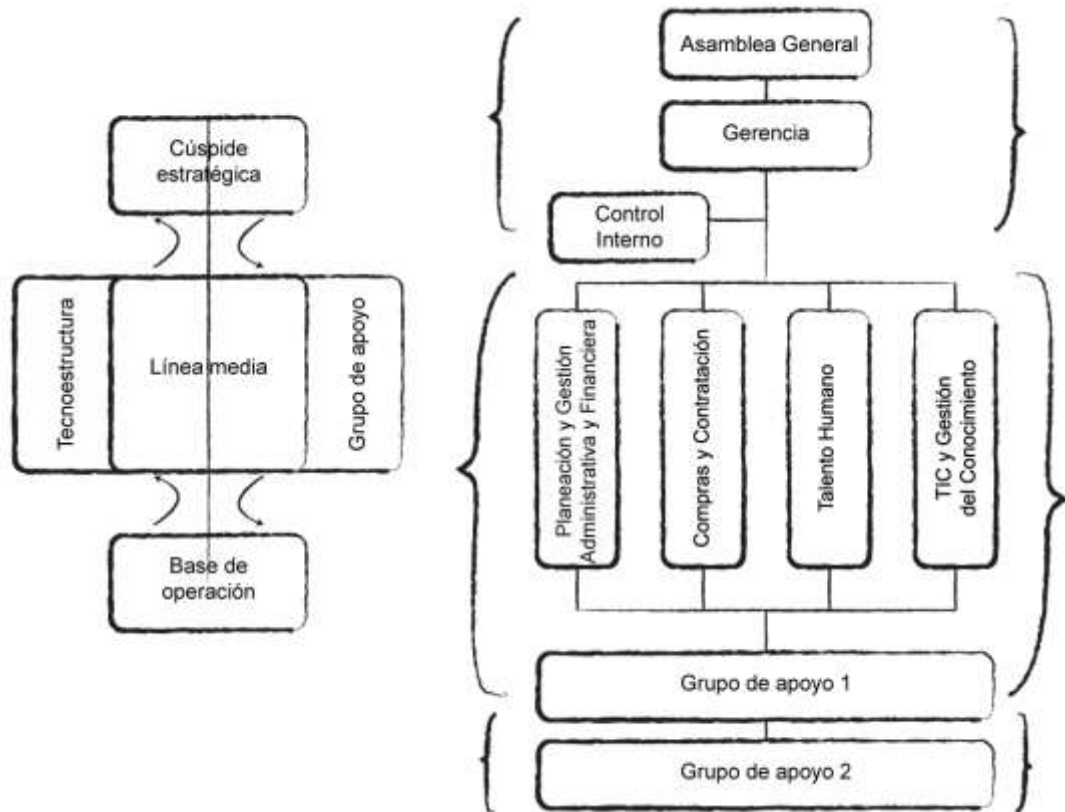 Cúspide
estratégica
Tecnoestructura
Línea media
Grupo de apoyo
Base de
operación
Asamblea General
Gerencia
Control
Interno
Planeación y Gestión
Administrativa y Financiera
Compras y Contratación
Talento Humano
TIC y Gestión
del Conocimiento
Grupo de apoyo 1
Grupo de apoyo 2